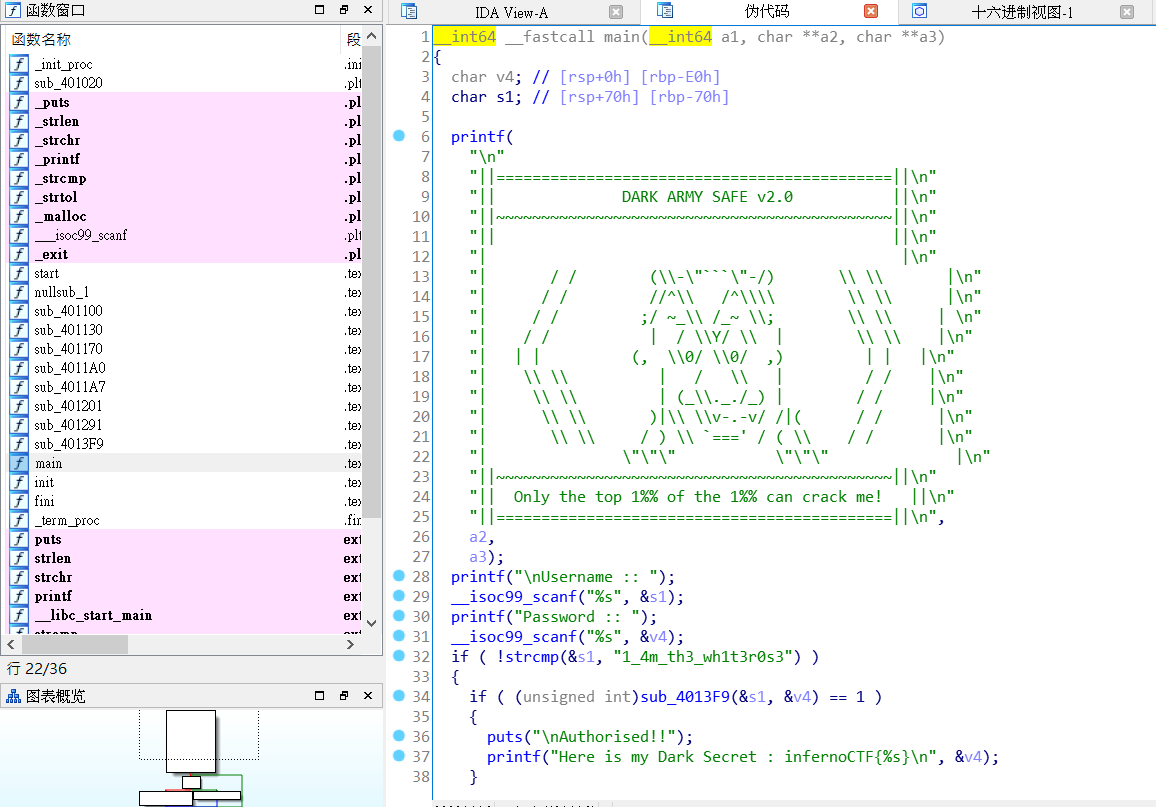 函数窗口
函数名称 段
_init_proc .ini
sub_401020 .plt
_puts .pl
_strlen .pl
_strchr .pl
_printf .pl
_strcmp .pl
_strtol .pl
_malloc .pl
___isoc99_scanf .plt
_exit .pl
start .tex
nullsub_1 .tex
sub_401100 .tex
sub_401130 .tex
sub_401170 .tex
sub_4011A0 .tex
sub_4011A7 .tex
sub_401201 .tex
sub_401291 .tex
sub_4013F9 .tex
main .tex
init .tex
fini .tex
_term_proc .fin
puts ext
strlen ext
strchr ext
printf ext
__libc_start_main ext
行 22/36
图表概览
IDA View-A 伪代码 十六进制视图-1
1 __int64 __fastcall main(__int64 a1, char **a2, char **a3)
2 {
3 char v4; // [rsp+0h] [rbp-E0h]
4 char s1; // [rsp+70h] [rbp-70h]
5
6 printf(
7 "\n"
8 "||============================================||\n"
9 "|| DARK ARMY SAFE v2.0 ||\n"
10 "||~~~~~~~~~~~~~~~~~~~~~~~~~~~~~~~~~~~~~~~~~~~~||\n"
11 "|| ||\n"
12 "| |\n"
13 "| / / (\\-\"```\"-/) \\ \\ |\n"
14 "| / / //^\\ /^\\\\ \\ \\ |\n"
15 "| / / ;/ ~_\\ /_~ \\; \\ \\ | \n"
16 "| / / | / \\Y/ \\ | \\ \\ |\n"
17 "| | | (, \\0/ \\0/ ,) | | |\n"
18 "| \\ \\ | / \\ | / / |\n"
19 "| \\ \\ | (_\\._./_) | / / |\n"
20 "| \\ \\ )|\\ \\v-.-v/ /|( / / |\n"
21 "| \\ \\ / ) \\ `===' / ( \\ / / |\n"
22 "| \"\"\" \"\"\" |\n"
23 "||~~~~~~~~~~~~~~~~~~~~~~~~~~~~~~~~~~~~~~~~~~~~||\n"
24 "|| Only the top 1%% of the 1%% can crack me! ||\n"
25 "||============================================||\n",
26 a2,
27 a3);
28 printf("\nUsername :: ");
29 __isoc99_scanf("%s", &s1);
30 printf("Password :: ");
31 __isoc99_scanf("%s", &v4);
32 if ( !strcmp(&s1, "1_4m_th3_wh1t3r0s3") )
33 {
34 if ( (unsigned int)sub_4013F9(&s1, &v4) == 1 )
35 {
36 puts("\nAuthorised!!");
37 printf("Here is my Dark Secret : infernoCTF{%s}\n", &v4);
38 }